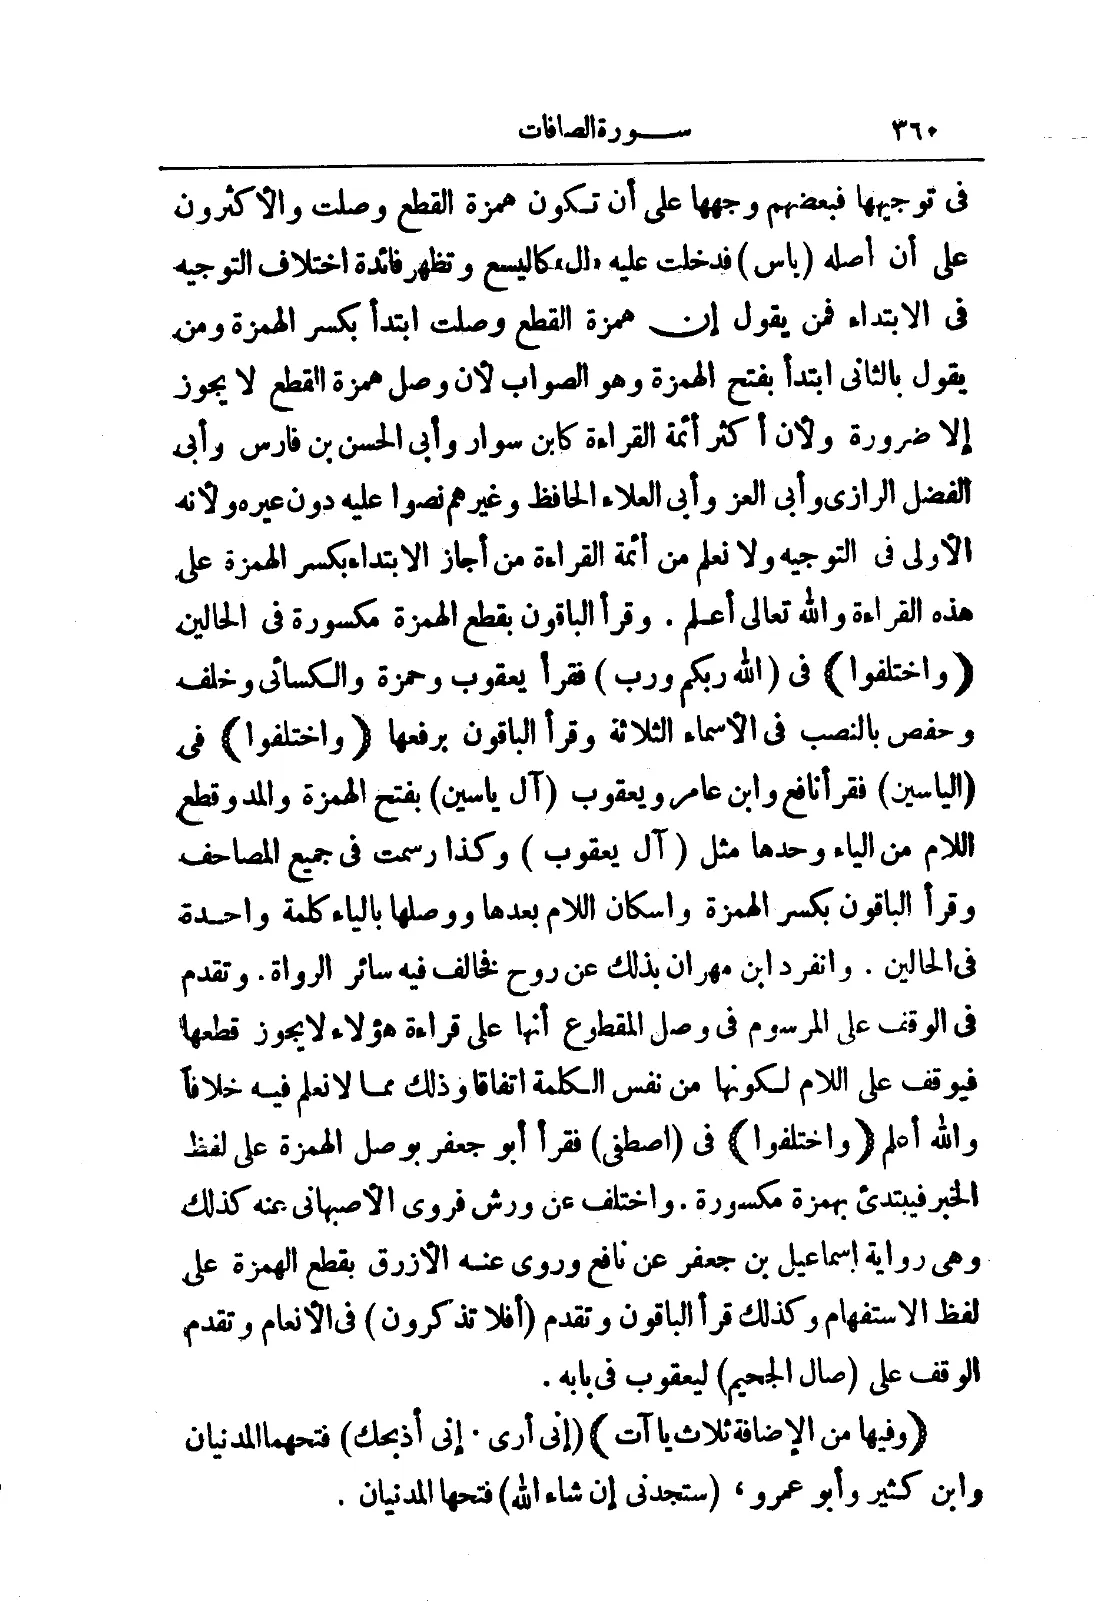 ٣٦٠ ســـورة الصافات
فى توجيهها فبعضهم وجهها على أن تكون همزة القطع وصلت والأكثرون
على أن أصله (ياس) فدخلت عليه «ال» كاليسع وتظهر فائدة اختلاف التوجيه
فى الابتداء فمن يقول إن همزة القطع وصلت ابتدأ بكسر الهمزة ومن
يقول بالثانى ابتدأ بفتح الهمزة وهو الصواب لأن وصل همزة القطع لا يجوز
إلا ضرورة ولأن أكثر أئمة القراءة كابن سوار وأبى الحسن بن فارس وأبى
الفضل الرازى وأبى العز وأبى العلاء الحافظ وغيرهم نصوا عليه دون غيره ولأنه
الأولى فى التوجيه ولا نعلم من أئمة القراءة من أجاز الابتداء بكسر الهمزة على
هذه القراءة والله تعالى أعلم . وقرأ الباقون بقطع الهمزة مكسورة فى الحالين
(واختلفوا) فى (الله ربكم ورب) فقرأ يعقوب وحمزة والكسائى وخلف
وحفص بالنصب فى الأسماء الثلاثة وقرأ الباقون برفعها (واختلفوا) فى
(الياسين) فقرأ نافع وابن عامر ويعقوب (آل ياسين) بفتح الهمزة والمد وقطع
اللام من الياء وحدها مثل (آل يعقوب) وكذا رسمت فى جميع المصاحف
وقرأ الباقون بكسر الهمزة واسكان اللام بعدها ووصلها بالياء كلمة واحدة
فى الحالين . وانفرد ابن مهران بذلك عن روح فخالف فيه سائر الرواة . وتقدم
فى الوقف على المرسوم فى وصل المقطوع أنها على قراءة هؤلاء لا يجوز قطعها
فيوقف على اللام لكونها من نفس الكلمة اتفاقا وذلك مما لا نعلم فيه خلافاً
والله أعلم (واختلفوا) فى (اصطفى) فقرأ أبو جعفر بوصل الهمزة على لفظ
الخبر فيبتدئ بهمزة مكسورة . واختلف عن ورش فروى الأصبهانى عنه كذلك
وهى رواية إسماعيل بن جعفر عن نافع وروى عنه الأزرق بقطع الهمزة على
لفظ الاستفهام وكذلك قرأ الباقون وتقدم (أفلا تذكرون) فى الأنعام وتقدم
الوقف على (صال الجحيم) ليعقوب فى بابه .
(وفيها من الإضافة ثلاث يا آت) (إنى أرى · إنى أذبحك) فتحهما المدنيان
وابن كثير وأبو عمرو، (ستجدنى إن شاء الله) فتحها المدنيان .